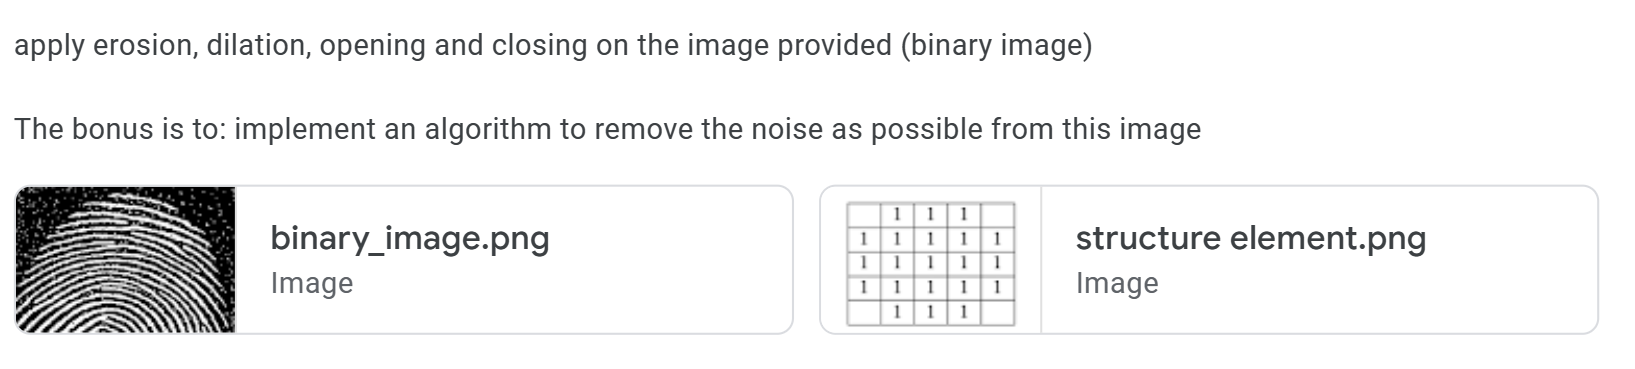 apply erosion, dilation, opening and closing on the image provided (binary image)
The bonus is to: implement an algorithm to remove the noise as possible from this image
binary_image.png
Image
1 1 1
1 1 1 1 1
1 1 1 1 1
1 1 1 1 1
1 1 1
structure element.png
Image